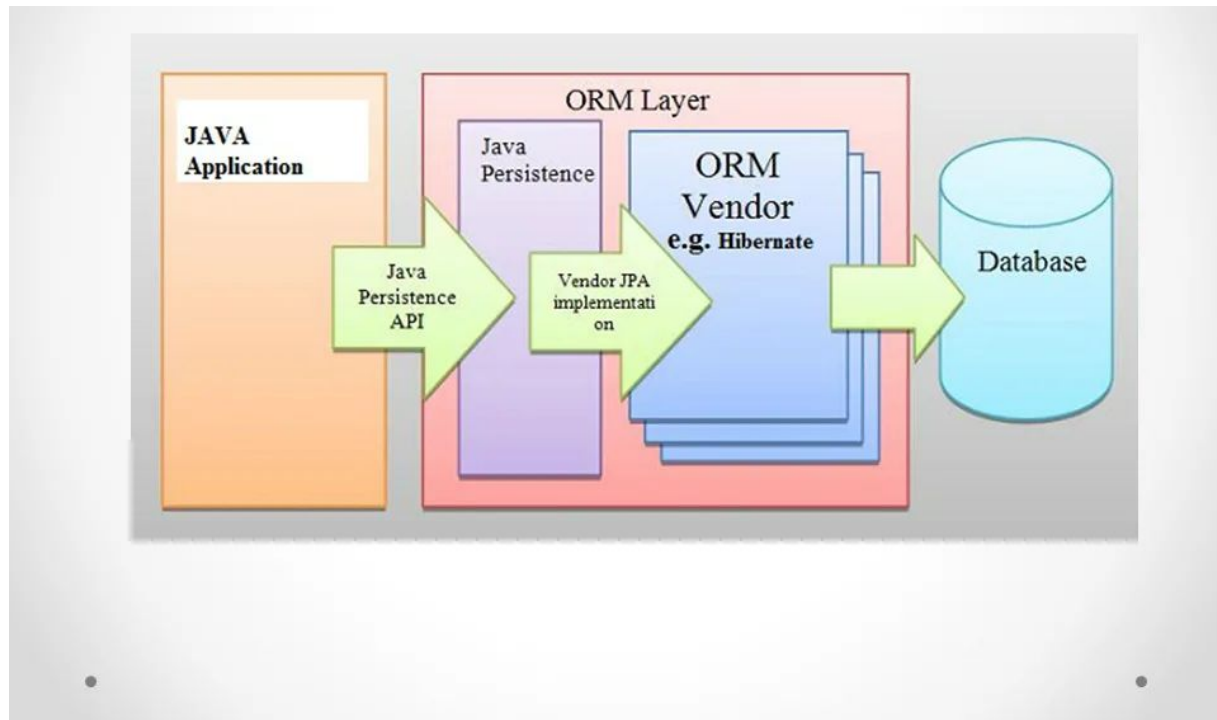 JAVA
Application
ORM Layer
Java
Persistence
ORM
Vendor
e.g. Hibernate
Java
Persistence
API
Vendor JPA
implementati
on
Database